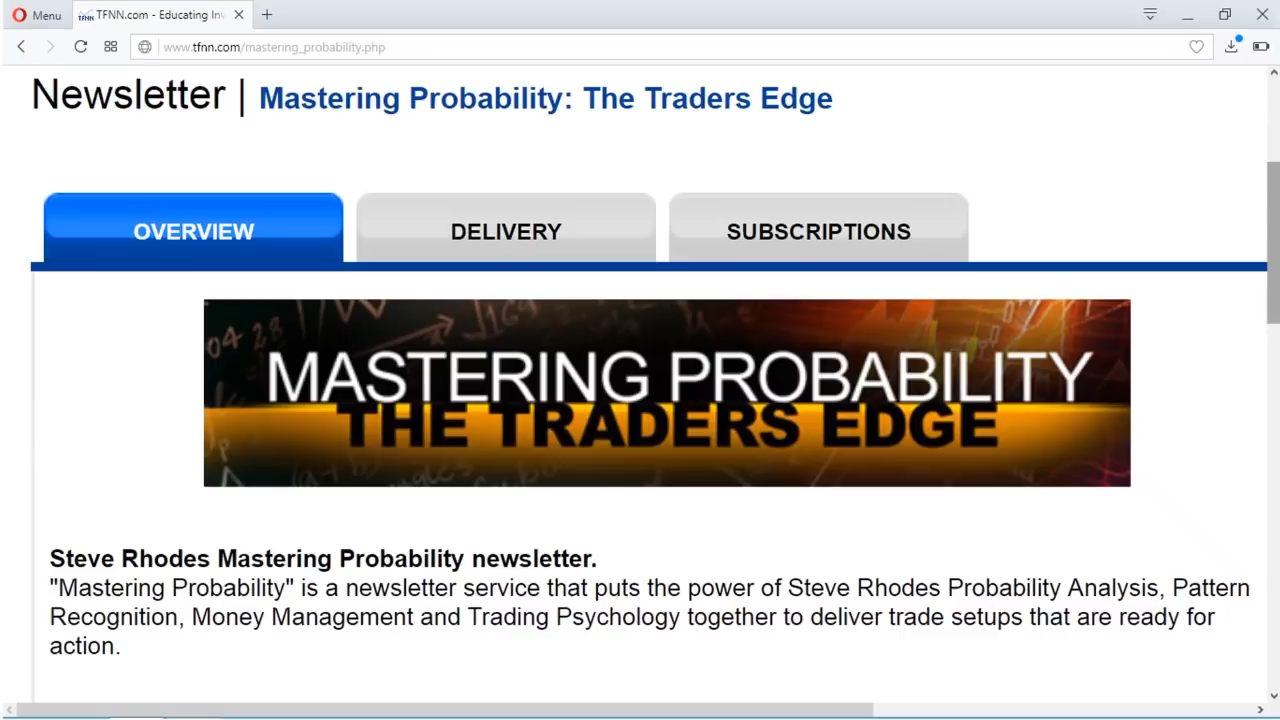 Menu
TFNN.com - Educating Inv
www.tfnn.com/mastering_probability.php
Newsletter | Mastering Probability: The Traders Edge
OVERVIEW
DELIVERY
SUBSCRIPTIONS
MASTERING PROBABILITY
THE TRADERS EDGE
Steve Rhodes Mastering Probability newsletter.
"Mastering Probability" is a newsletter service that puts the power of Steve Rhodes Probability Analysis, Pattern
Recognition, Money Management and Trading Psychology together to deliver trade setups that are ready for
action.